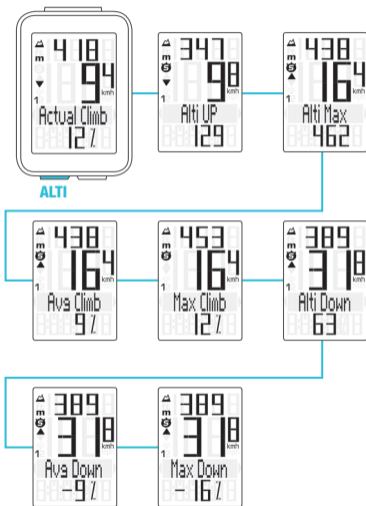 418
m
94
kmh
1
Actual Climb
12%
ALTI
347
m
98
kmh
1
Alti UP
129
438
m
164
kmh
1
Alti Max
462
438
m
164
kmh
1
Avg Climb
9%
453
m
164
kmh
1
Max Climb
12%
389
m
318
kmh
1
Alti Down
63
389
m
318
kmh
1
Avg Down
-9%
389
m
318
kmh
1
Max Down
-16%